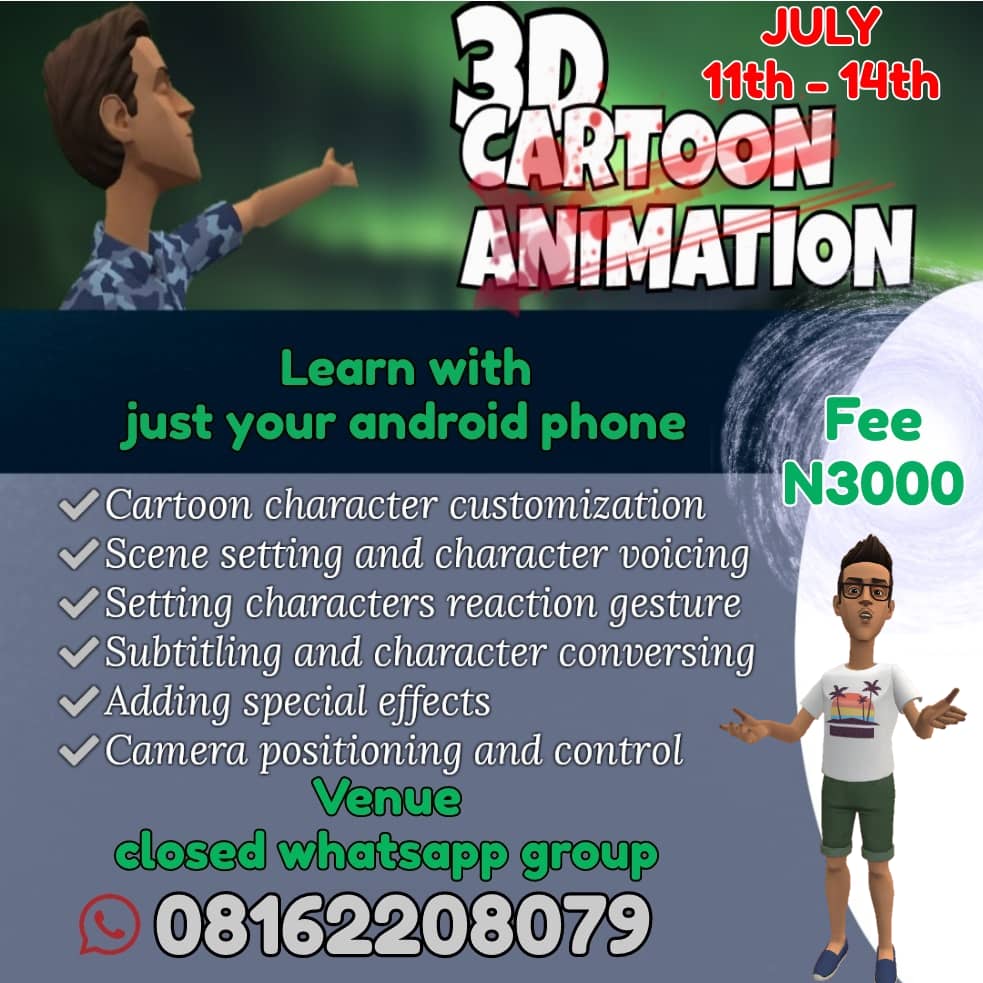 3D
CARTOON
ANIMATION
JULY
11th - 14th
Learn with
just your android phone
Fee
N3000
Cartoon character customization
Scene setting and character voicing
Setting characters reaction gesture
Subtitling and character conversing
Adding special effects
Camera positioning and control
Venue
closed whatsapp group
08162208079